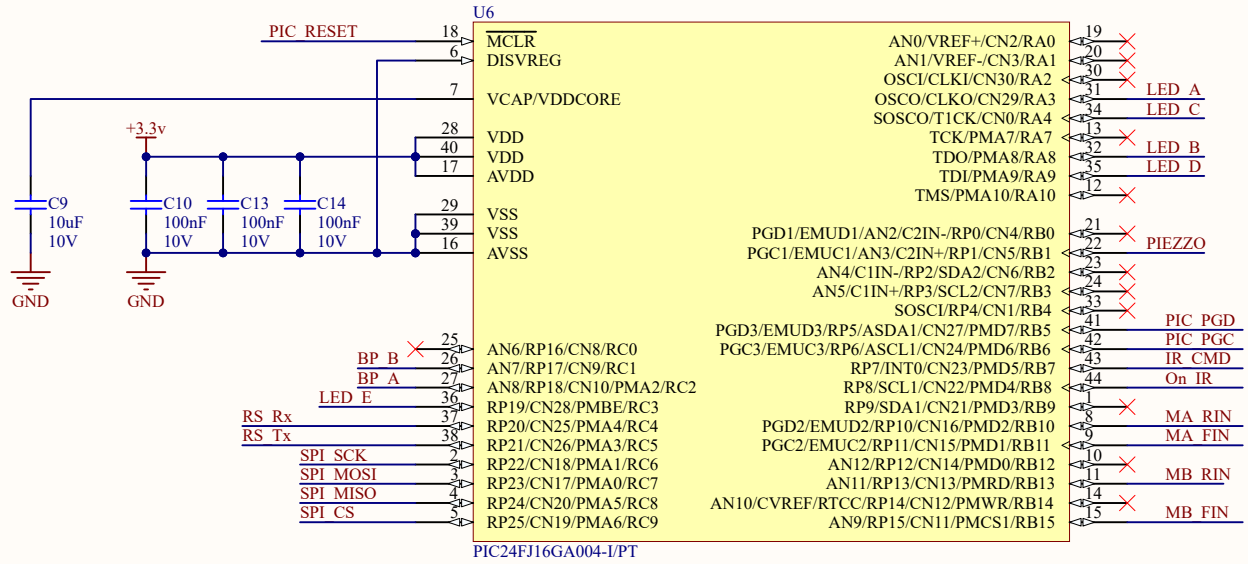 U6
PIC_RESET 18 MCLR
6 DISVREG
7 VCAP/VDDCORE
+3.3v
28 VDD
40 VDD
17 AVDD
C9
10uF
10V
C10
100nF
10V
C13
100nF
10V
C14
100nF
10V
29 VSS
39 VSS
16 AVSS
GND
GND
25 AN6/RP16/CN8/RC0
BP_B 26 AN7/RP17/CN9/RC1
BP_A 27 AN8/RP18/CN10/PMA2/RC2
LED_E 36 RP19/CN28/PMBE/RC3
RS_Rx 37 RP20/CN25/PMA4/RC4
RS_Tx 38 RP21/CN26/PMA3/RC5
SPI_SCK 2 RP22/CN18/PMA1/RC6
SPI_MOSI 3 RP23/CN17/PMA0/RC7
SPI_MISO 4 RP24/CN20/PMA5/RC8
SPI_CS 5 RP25/CN19/PMA6/RC9
AN0/VREF+/CN2/RA0 19
AN1/VREF-/CN3/RA1 20
OSCI/CLKI/CN30/RA2 30
OSCO/CLKO/CN29/RA3 31 LED_A
SOSCO/T1CK/CN0/RA4 34 LED_C
TCK/PMA7/RA7 13
TDO/PMA8/RA8 32 LED_B
TDI/PMA9/RA9 35 LED_D
TMS/PMA10/RA10 12
PGD1/EMUD1/AN2/C2IN-/RP0/CN4/RB0 21
PGC1/EMUC1/AN3/C2IN+/RP1/CN5/RB1 22 PIEZZO
AN4/C1IN-/RP2/SDA2/CN6/RB2 23
AN5/C1IN+/RP3/SCL2/CN7/RB3 24
SOSCI/RP4/CN1/RB4 33
PGD3/EMUD3/RP5/ASDA1/CN27/PMD7/RB5 41 PIC_PGD
PGC3/EMUC3/RP6/ASCL1/CN24/PMD6/RB6 42 PIC_PGC
RP7/INT0/CN23/PMD5/RB7 43 IR_CMD
RP8/SCL1/CN22/PMD4/RB8 44 On_IR
RP9/SDA1/CN21/PMD3/RB9 1
PGD2/EMUD2/RP10/CN16/PMD2/RB10 8 MA_RIN
PGC2/EMUC2/RP11/CN15/PMD1/RB11 9 MA_FIN
AN12/RP12/CN14/PMD0/RB12 10
AN11/RP13/CN13/PMRD/RB13 11 MB_RIN
AN10/CVREF/RTCC/RP14/CN12/PMWR/RB14 14
AN9/RP15/CN11/PMCS1/RB15 15 MB_FIN
PIC24FJ16GA004-I/PT